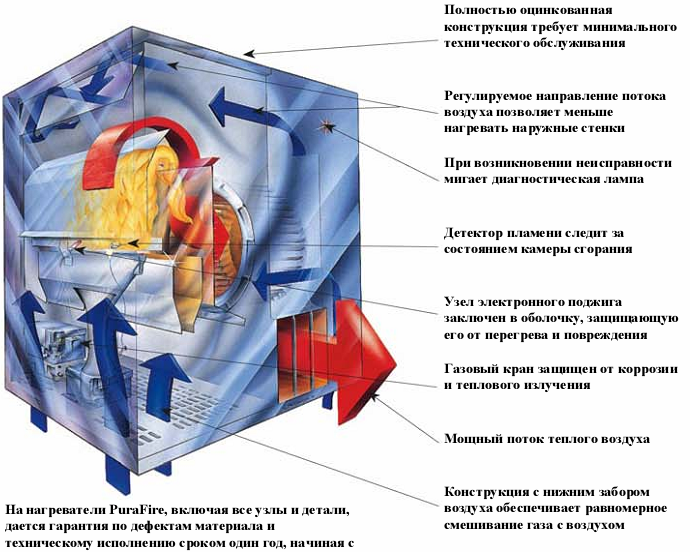 Полностью оцинкованная
конструкция требует минимального
технического обслуживания
Регулируемое направление потока
воздуха позволяет меньше
нагревать наружные стенки
При возникновении неисправности
мигает диагностическая лампа
Детектор пламени следит за
состоянием камеры сгорания
Узел электронного поджига
заключен в оболочку, защищающую
его от перегрева и повреждения
Газовый кран защищен от коррозии
и теплового излучения
Мощный поток теплого воздуха
Конструкция с нижним забором
воздуха обеспечивает равномерное
смешивание газа с воздухом
На нагреватели PuraFire, включая все узлы и детали,
дается гарантия по дефектам материала и
техническому исполнению сроком один год, начиная с